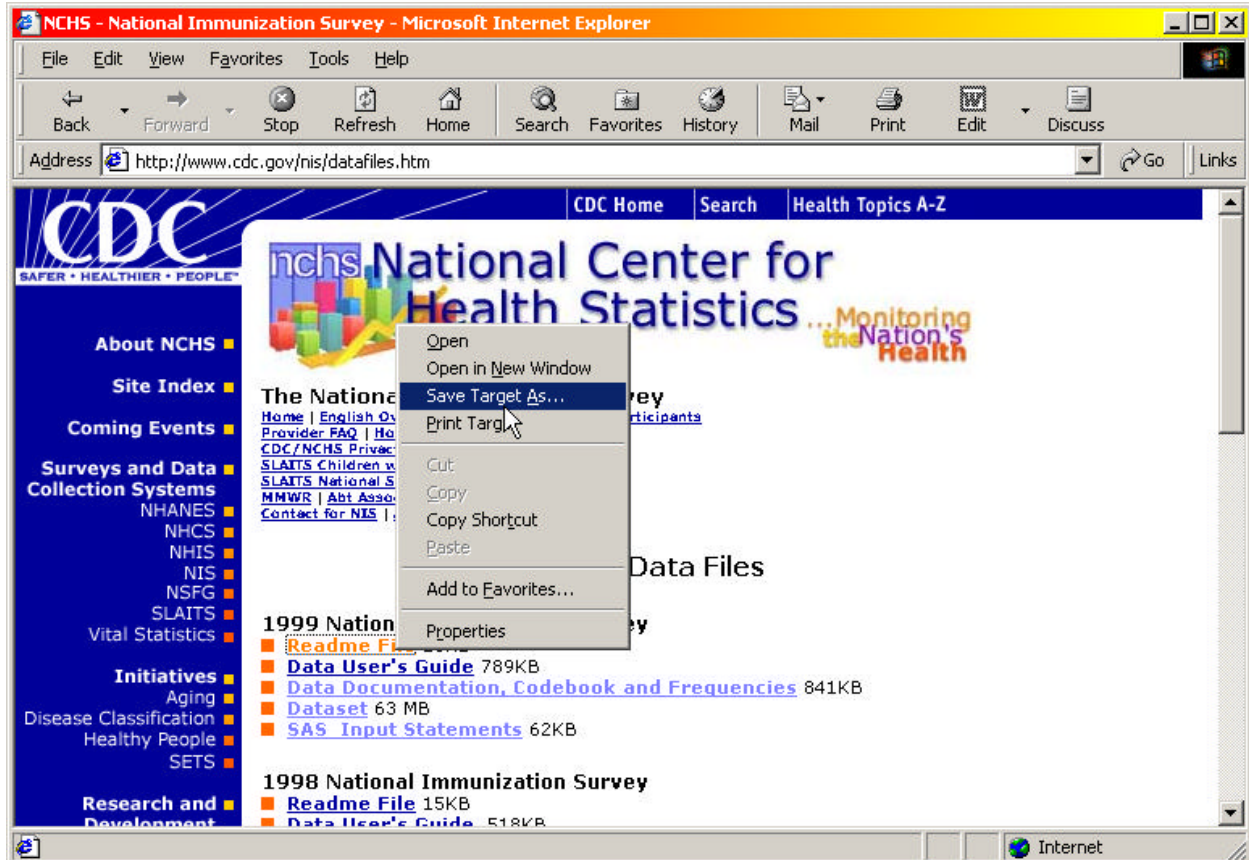 NCHS - National Immunization Survey - Microsoft Internet Explorer
File Edit View Favorites Tools Help
Back Forward Stop Refresh Home Search Favorites History Mail Print Edit Discuss
Address http://www.cdc.gov/nis/datafiles.htm Go Links
CDC
SAFER • HEALTHIER • PEOPLE™
CDC Home Search Health Topics A-Z
nchs National Center for
Health Statistics
...Monitoring
the Nation's
Health
About NCHS
Site Index
Coming Events
Surveys and Data
Collection Systems
NHANES
NHCS
NHIS
NIS
NSFG
SLAITS
Vital Statistics
Initiatives
Aging
Disease Classification
Healthy People
SETS
Research and
Development
The Nationa
Home | English Ov
Provider FAQ | Ho
CDC/NCHS Privac
SLAITS Children w
SLAITS National S
MMWR | Abt Asso
Contact for NIS |
Open
Open in New Window
Save Target As...
Print Targ
Cut
Copy
Copy Shortcut
Paste
Add to Favorites...
Properties
vey
rticipants
Data Files
1999 Nation
Readme Fi
Data User's Guide 789KB
Data Documentation, Codebook and Frequencies 841KB
Dataset 63 MB
SAS Input Statements 62KB
1998 National Immunization Survey
Readme File 15KB
Data User's Guide 518KB
Internet